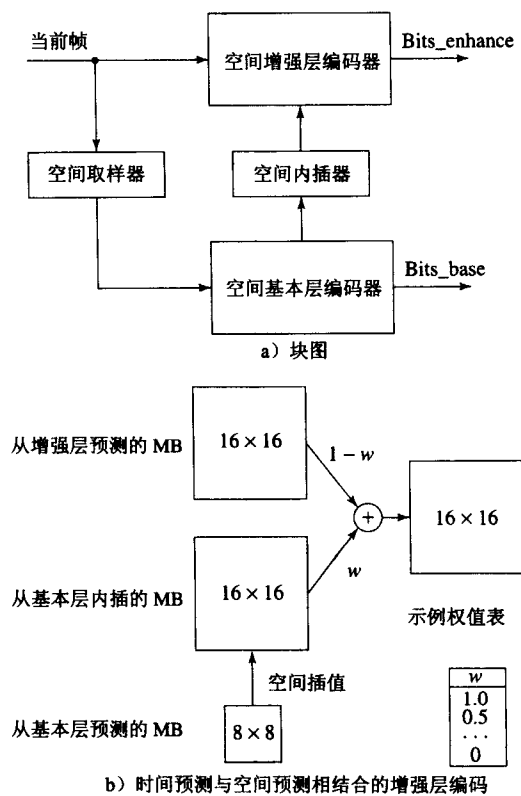 当前帧
空间增强层编码器
Bits_enhance
空间取样器
空间内插器
空间基本层编码器
Bits_base
a）块图
从增强层预测的 MB
16 × 16
1 − w
+
16 × 16
从基本层内插的 MB
16 × 16
w
示例权值表
空间插值
从基本层预测的 MB
8 × 8
w
1.0
0.5
···
0
b）时间预测与空间预测相结合的增强层编码